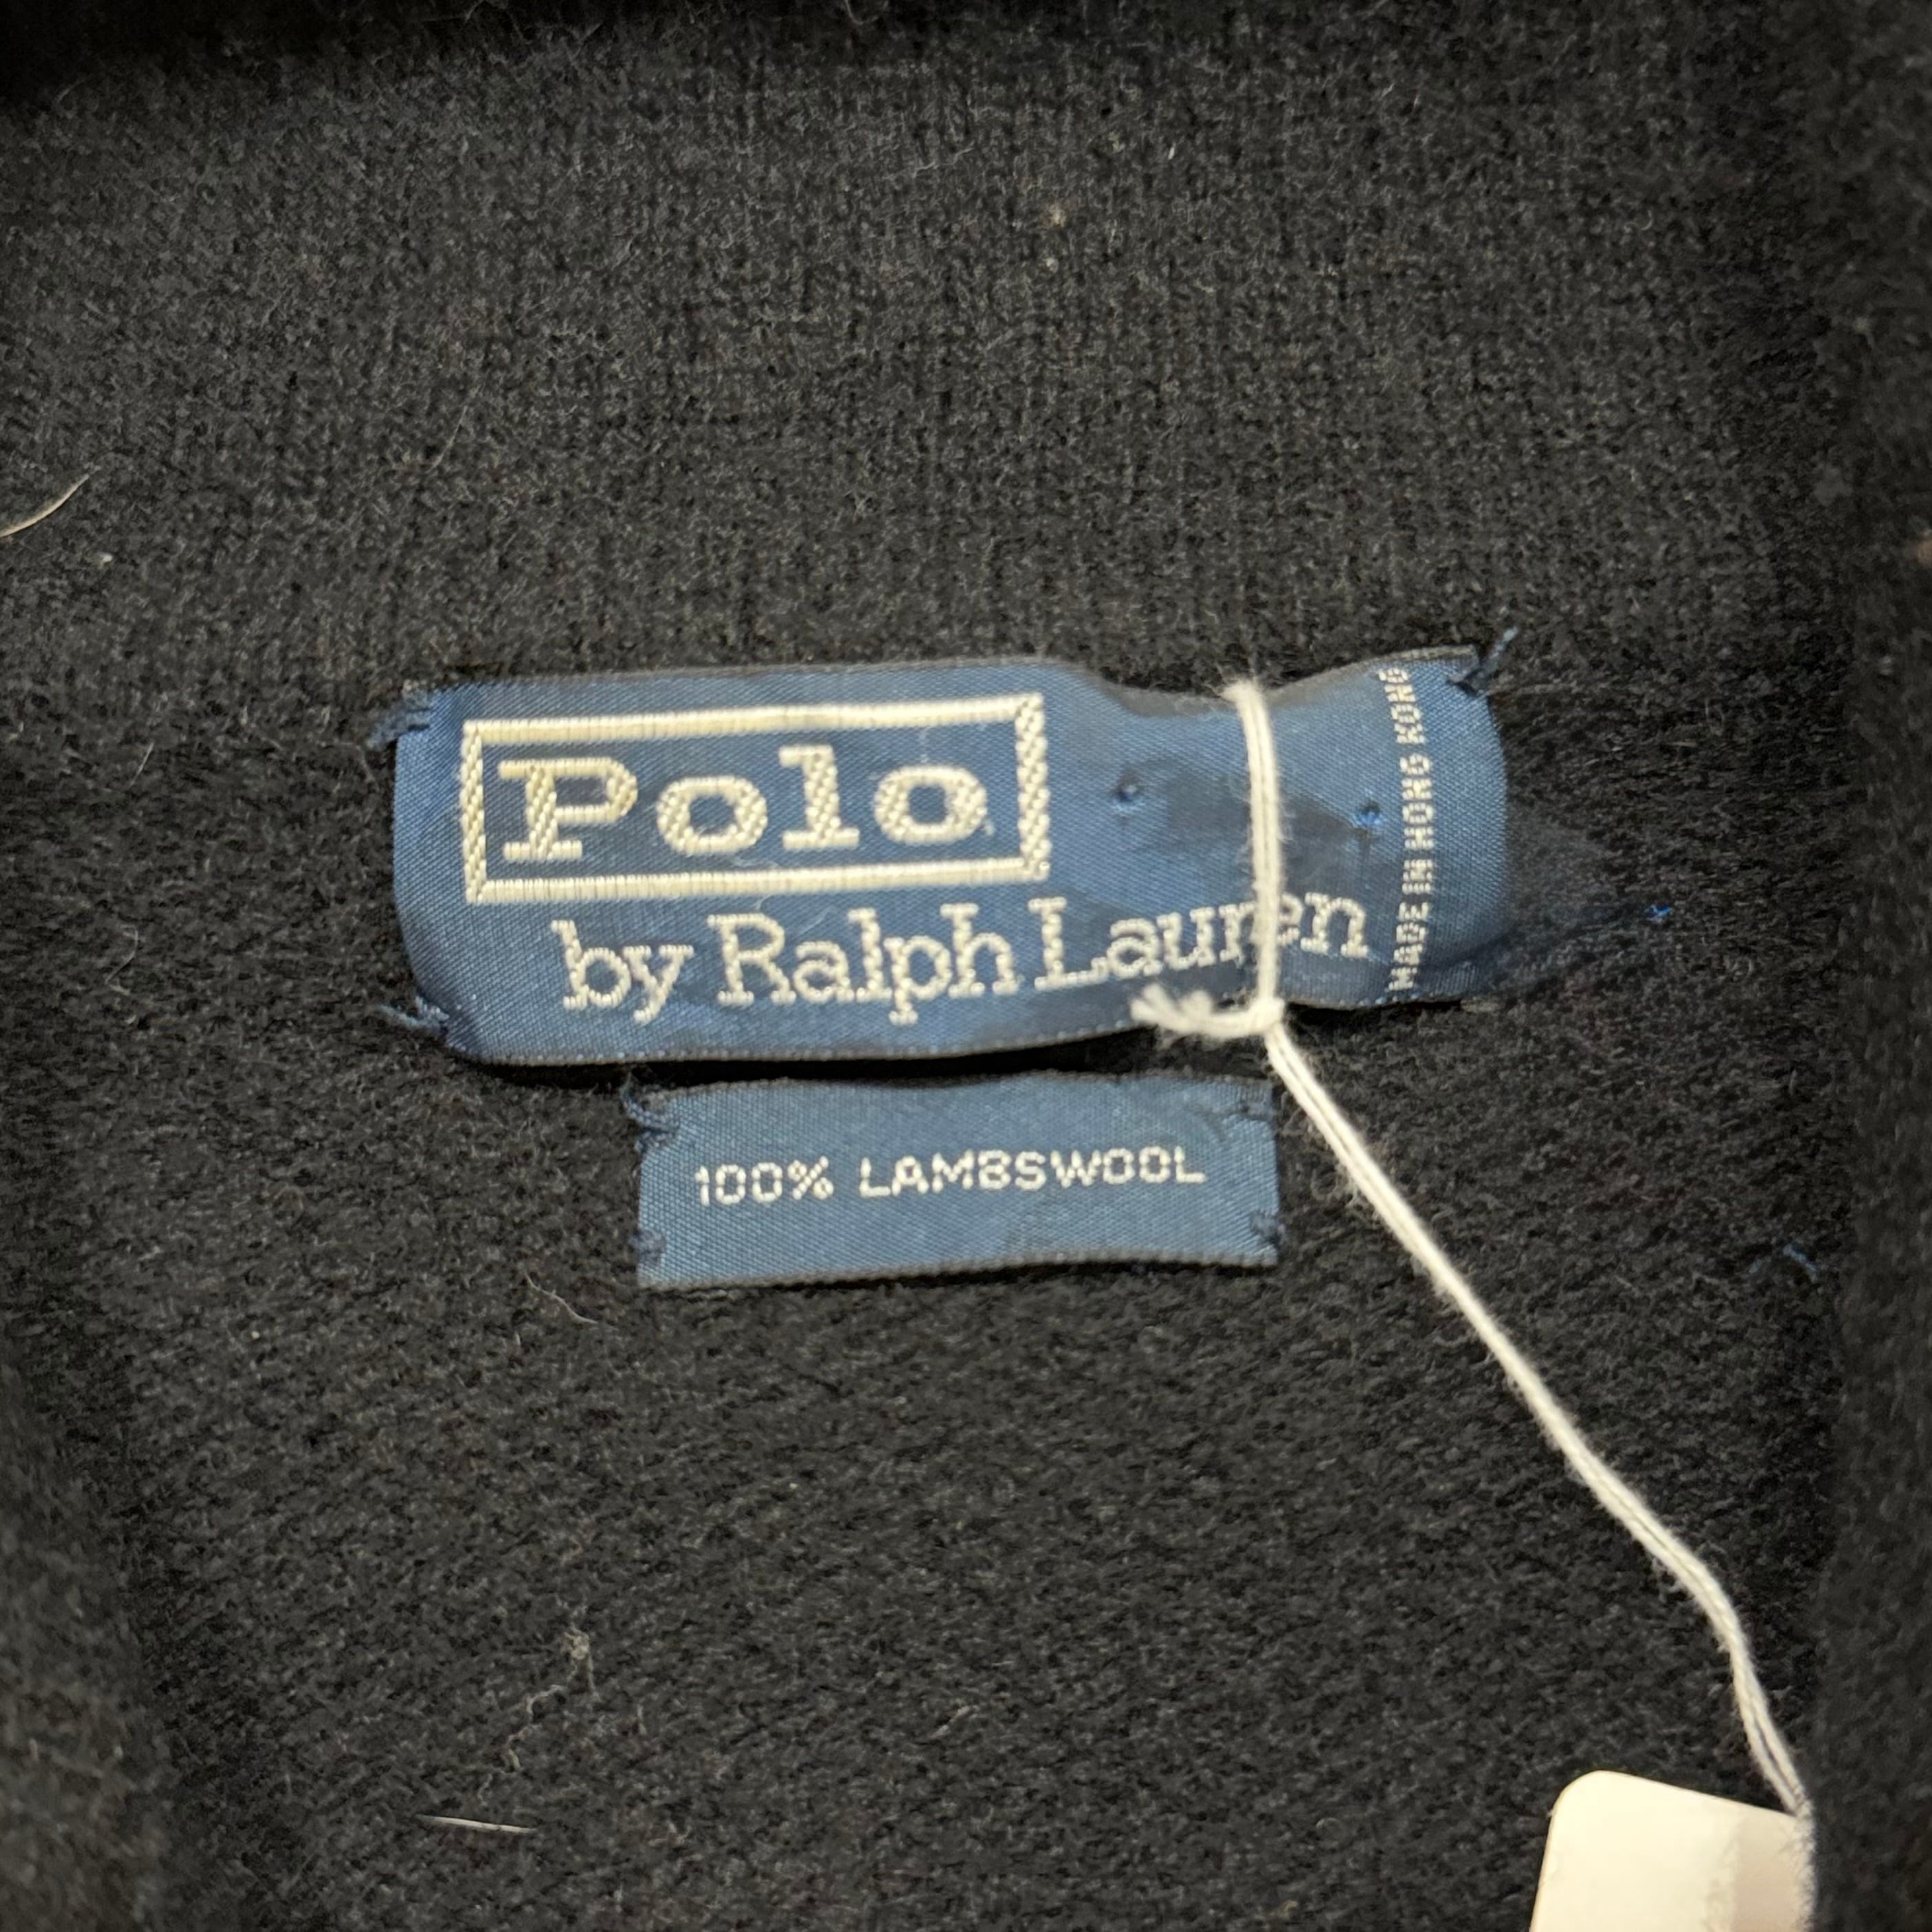 Polo
by Ralph Lauren
MADE IN HONG KONG
100% LAMBSWOOL